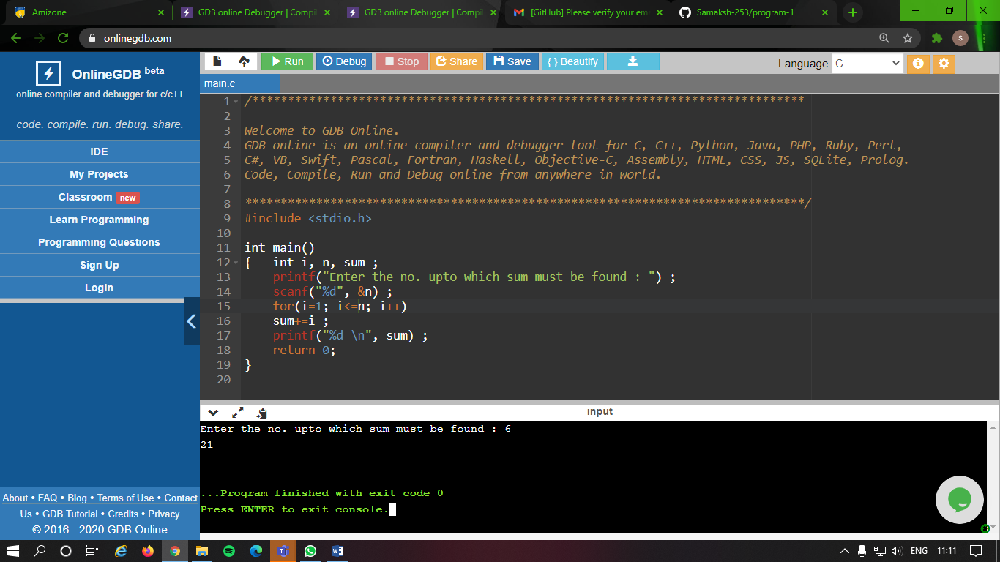 Amizone
GDB online Debugger | Compil
GDB online Debugger | Compil
[GitHub] Please verify your ema
Samaksh-253/program-1
onlinegdb.com
S
OnlineGDB beta
online compiler and debugger for c/c++
code. compile. run. debug. share.
IDE
My Projects
Classroom new
Learn Programming
Programming Questions
Sign Up
Login
About • FAQ • Blog • Terms of Use • Contact
Us • GDB Tutorial • Credits • Privacy
© 2016 - 2020 GDB Online
Run Debug Stop Share Save { } Beautify
Language C
main.c
1 /******************************************************************************
2
3 Welcome to GDB Online.
4 GDB online is an online compiler and debugger tool for C, C++, Python, Java, PHP, Ruby, Perl,
5 C#, VB, Swift, Pascal, Fortran, Haskell, Objective-C, Assembly, HTML, CSS, JS, SQLite, Prolog.
6 Code, Compile, Run and Debug online from anywhere in world.
7
8 *******************************************************************************/
9 #include <stdio.h>
10
11 int main()
12 {   int i, n, sum ;
13     printf("Enter the no. upto which sum must be found : ") ;
14     scanf("%d", &n) ;
15     for(i=1; i<=n; i++)
16     sum+=i ;
17     printf("%d \n", sum) ;
18     return 0;
19 }
20
input
Enter the no. upto which sum must be found : 6
21
...Program finished with exit code 0
Press ENTER to exit console.
ENG 11:11